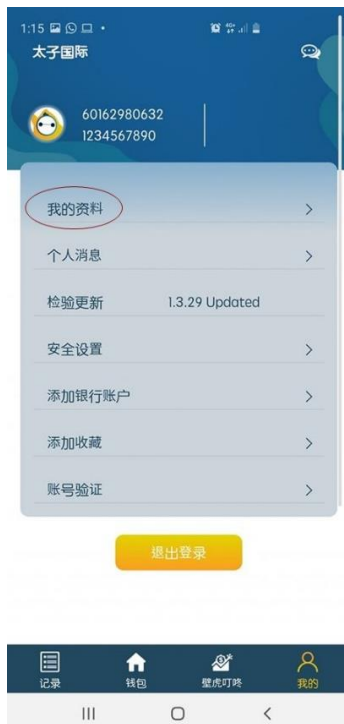 1:15
太子国际
60162980632
1234567890
我的资料
个人消息
检验更新 1.3.29 Updated
安全设置
添加银行账户
添加收藏
账号验证
退出登录
记录 钱包 壁虎叮咚 我的